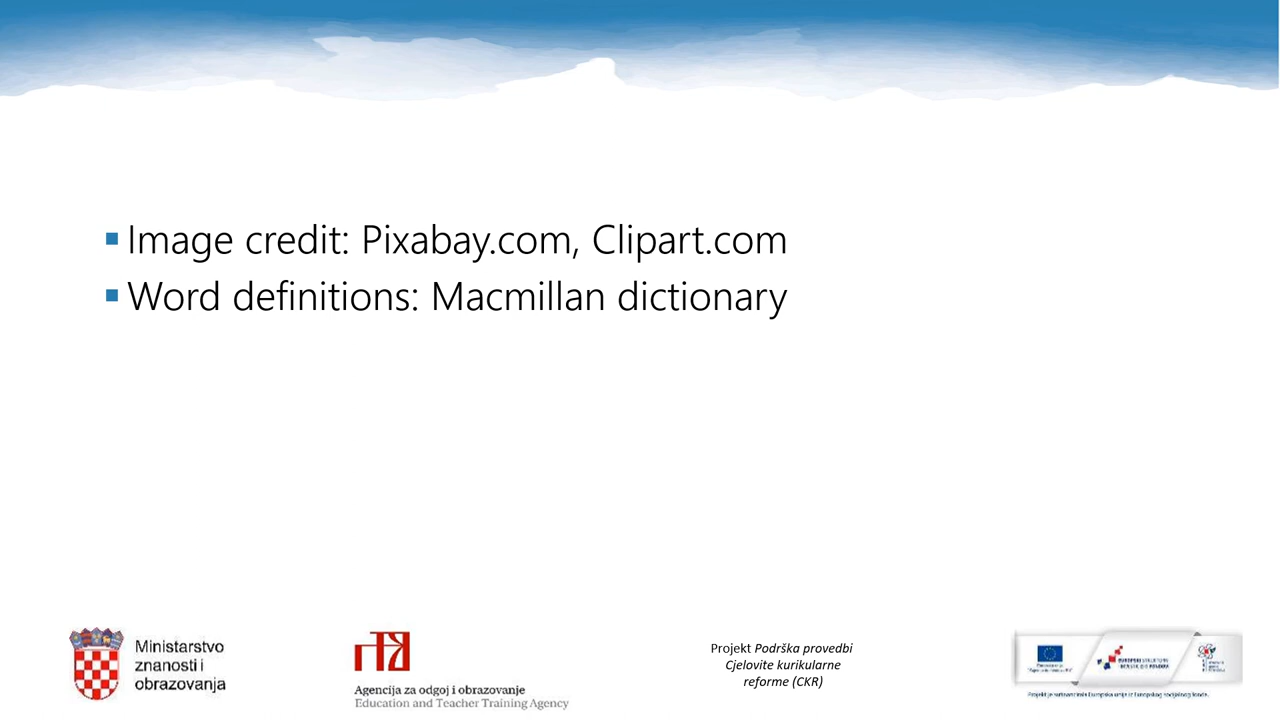 Image credit: Pixabay.com, Clipart.com
Word definitions: Macmillan dictionary
Ministarstvo
znanosti i
obrazovanja
Agencija za odgoj i obrazovanje
Education and Teacher Training Agency
Projekt Podrška provedbi
Cjelovite kurikularne
reforme (CKR)